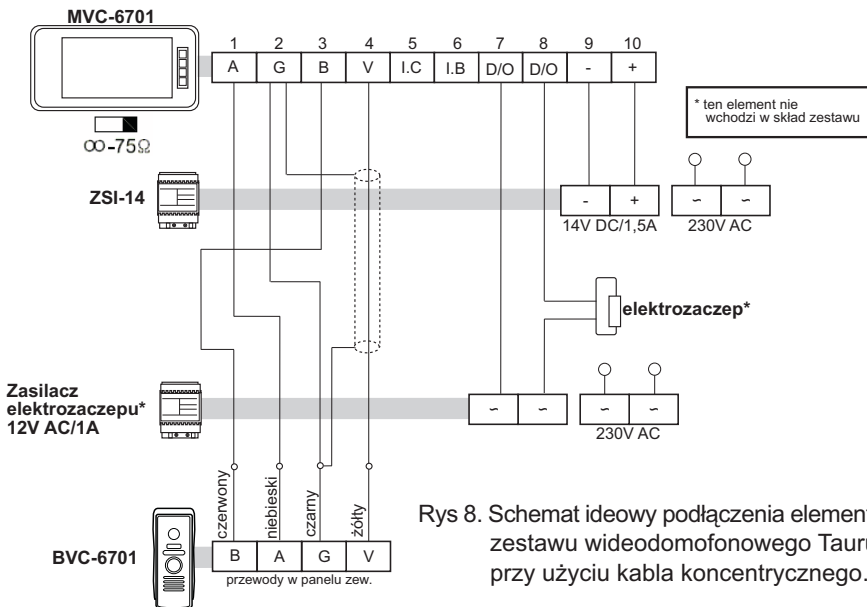 MVC-6701
1 2 3 4 5 6 7 8 9 10
A G B V I.C I.B D/O D/O - +
* ten element nie
wchodzi w skład zestawu
∞-75Ω
ZSI-14
- + ~ ~
14V DC/1,5A 230V AC
elektrozaczep*
Zasilacz
elektrozaczepu*
12V AC/1A
~ ~ ~ ~
230V AC
czerwony niebieski czarny żółty
BVC-6701
B A G V
przewody w panelu zew.
Rys 8. Schemat ideowy podłączenia element
zestawu wideodomofonowego Tauru
przy użyciu kabla koncentrycznego.